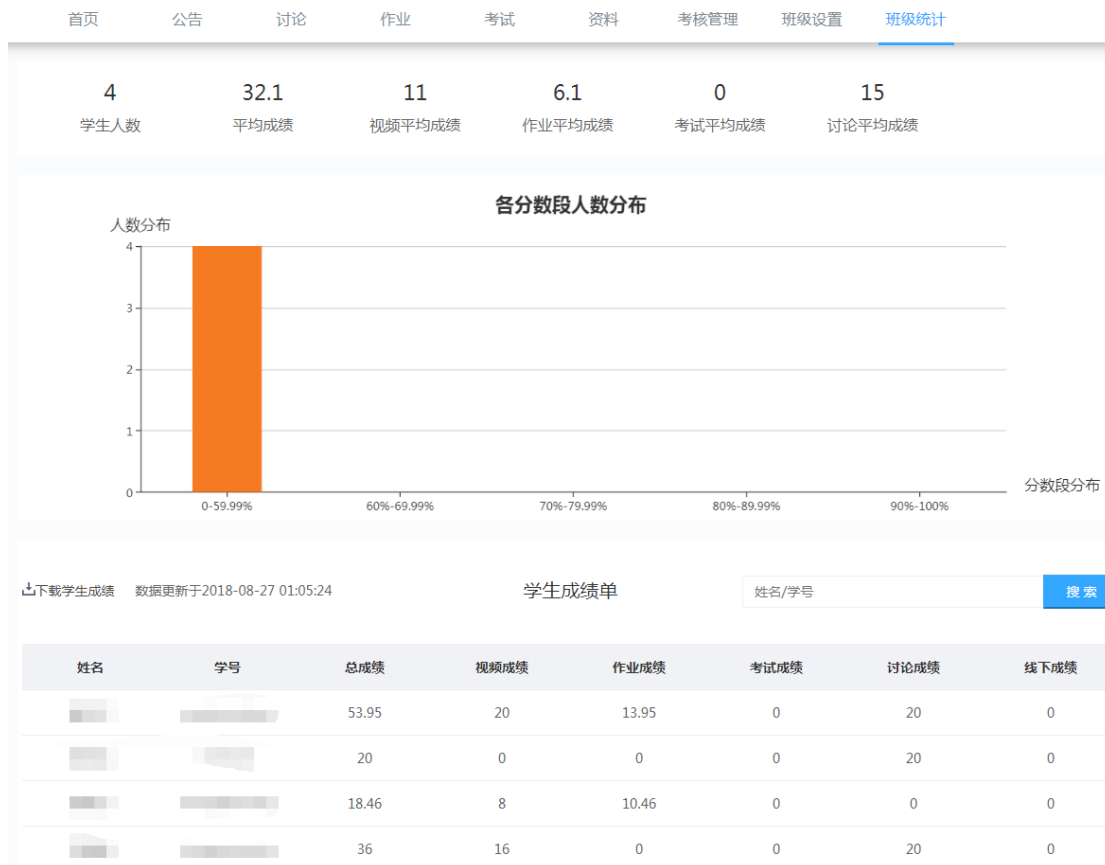 首页 公告 讨论 作业 考试 资料 考核管理 班级设置 班级统计
4 32.1 11 6.1 0 15
学生人数 平均成绩 视频平均成绩 作业平均成绩 考试平均成绩 讨论平均成绩
各分数段人数分布
人数分布
4
3
2
1
0
分数段分布
0-59.99% 60%-69.99% 70%-79.99% 80%-89.99% 90%-100%
下载学生成绩 数据更新于2018-08-27 01:05:24 学生成绩单 姓名/学号 搜索
姓名 学号 总成绩 视频成绩 作业成绩 考试成绩 讨论成绩 线下成绩
53.95 20 13.95 0 20 0
20 0 0 0 20 0
18.46 8 10.46 0 0 0
36 16 0 0 20 0